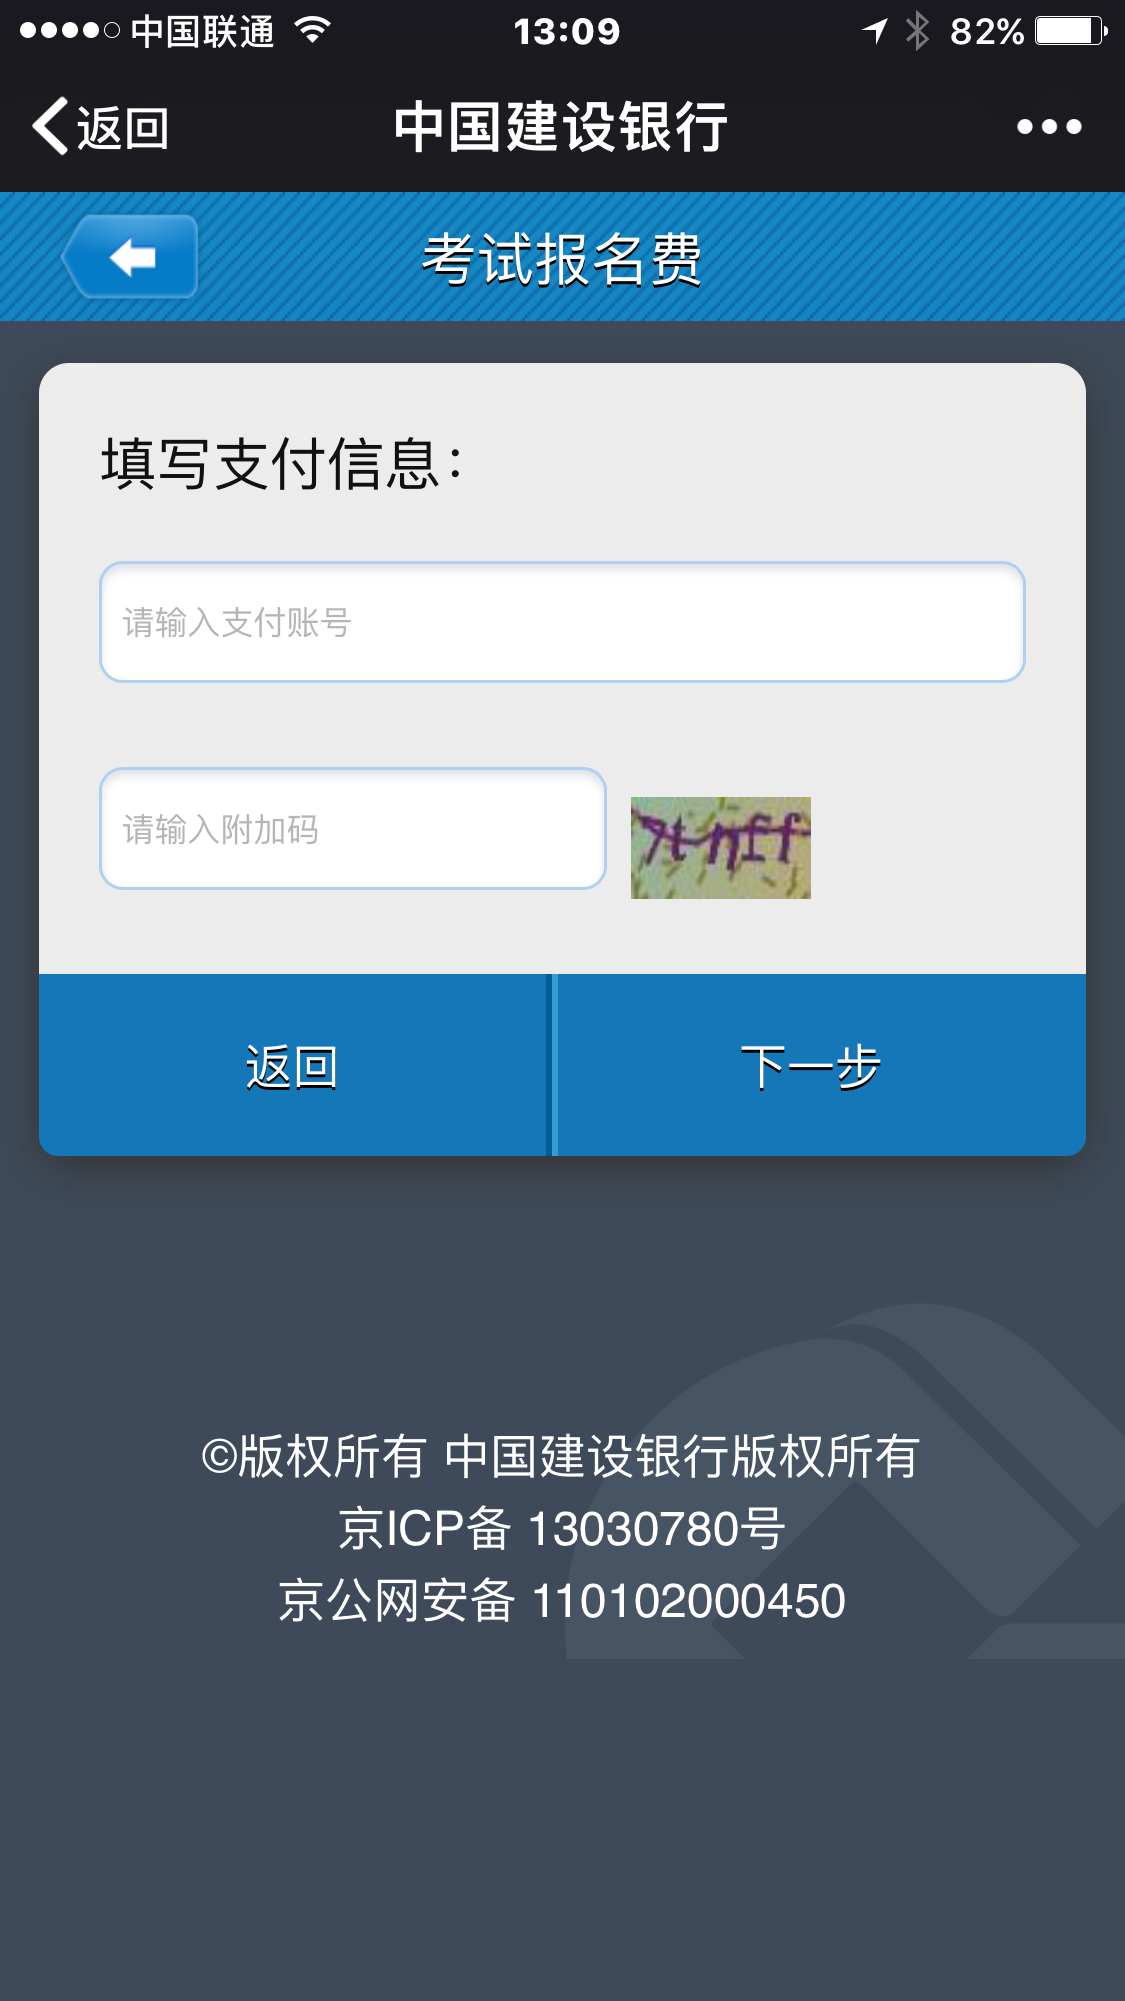 中国联通 13:09 82%
返回 中国建设银行
考试报名费
填写支付信息：
请输入支付账号
请输入附加码
返回 下一步
©版权所有 中国建设银行版权所有
京ICP备 13030780号
京公网安备 110102000450